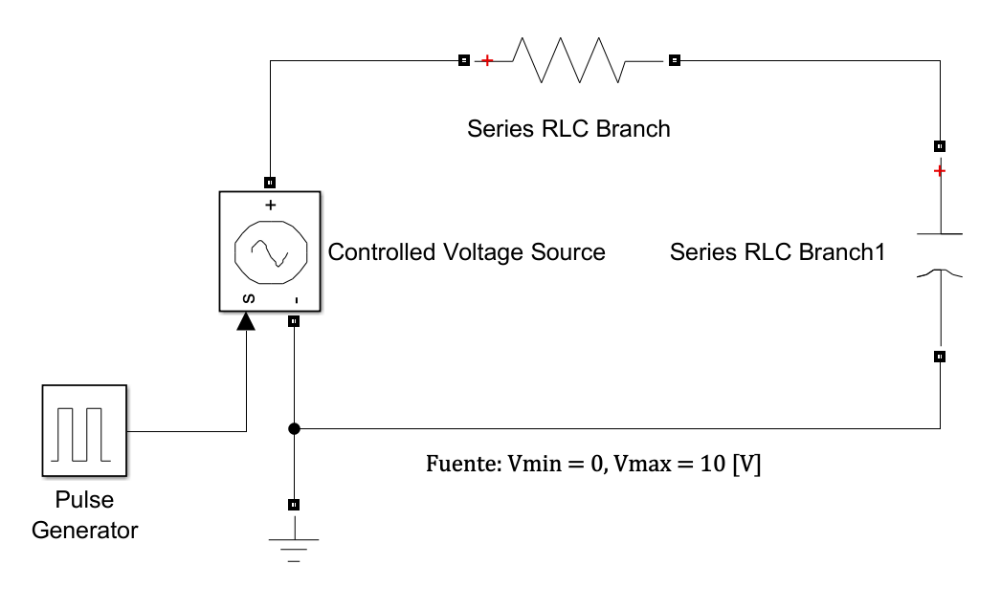 Series RLC Branch
+
Controlled Voltage Source
Series RLC Branch1
s
-
Pulse
Generator
Fuente: Vmin = 0, Vmax = 10 [V]